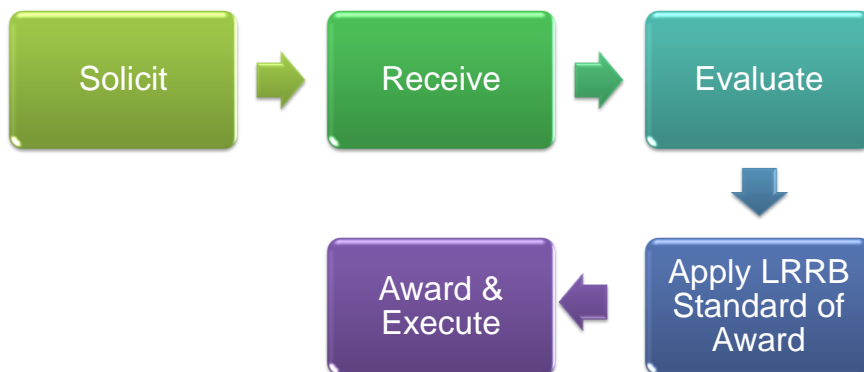 Solicit
Receive
Evaluate
Apply LRRB
Standard of
Award
Award &
Execute